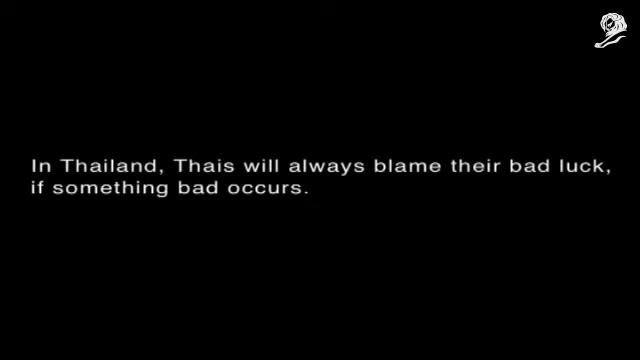 In Thailand, Thais will always blame their bad luck,
if something bad occurs.